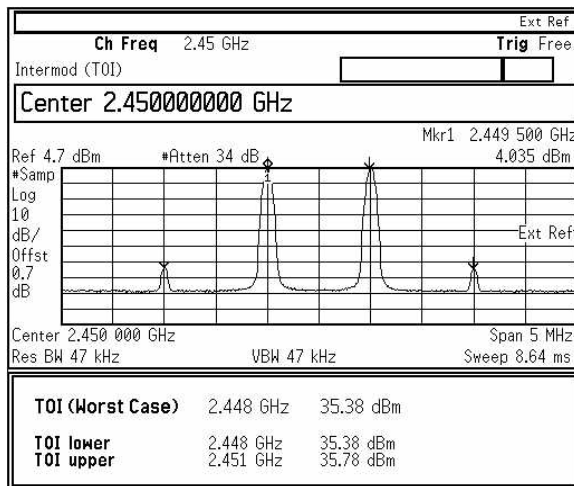 Ext Ref
Ch Freq 2.45 GHz Trig Free
Intermod (TOI)
Center 2.450000000 GHz
Mkr1 2.449 500 GHz
Ref 4.7 dBm #Atten 34 dB 4.035 dBm
#Samp
Log
10
dB/
Offst
0.7
dB
1
Ext Ref
Center 2.450 000 GHz Span 5 MHz
Res BW 47 kHz VBW 47 kHz Sweep 8.64 ms
TOI (Worst Case) 2.448 GHz 35.38 dBm
TOI lower 2.448 GHz 35.38 dBm
TOI upper 2.451 GHz 35.78 dBm